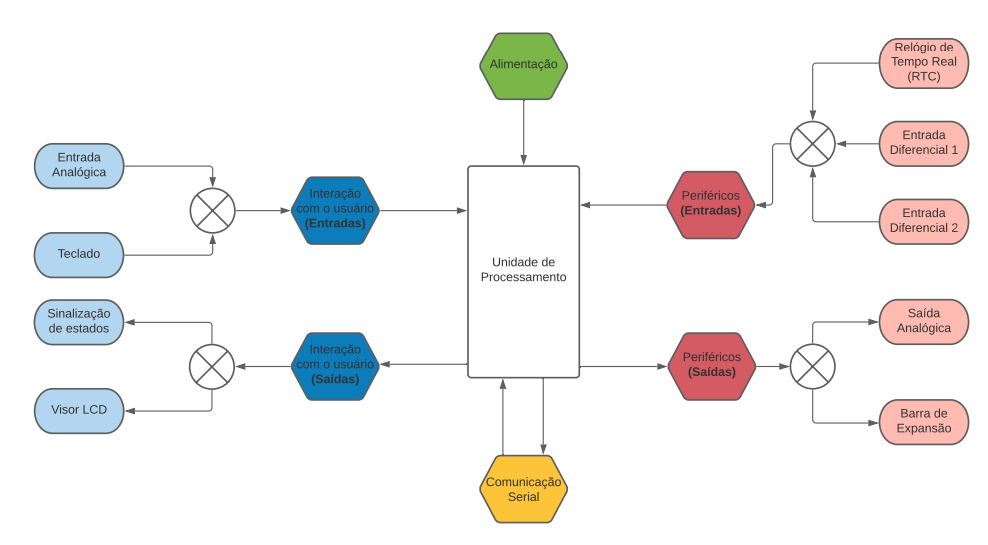 Alimentação
Relógio de
Tempo Real
(RTC)
Entrada
Analógica
Entrada
Diferencial 1
Interação
com o usuário
(Entradas)
Periféricos
(Entradas)
Entrada
Diferencial 2
Teclado
Unidade de
Processamento
Sinalização
de estados
Interação
com o usuário
(Saídas)
Periféricos
(Saídas)
Saída
Analógica
Visor LCD
Barra de
Expansão
Comunicação
Serial